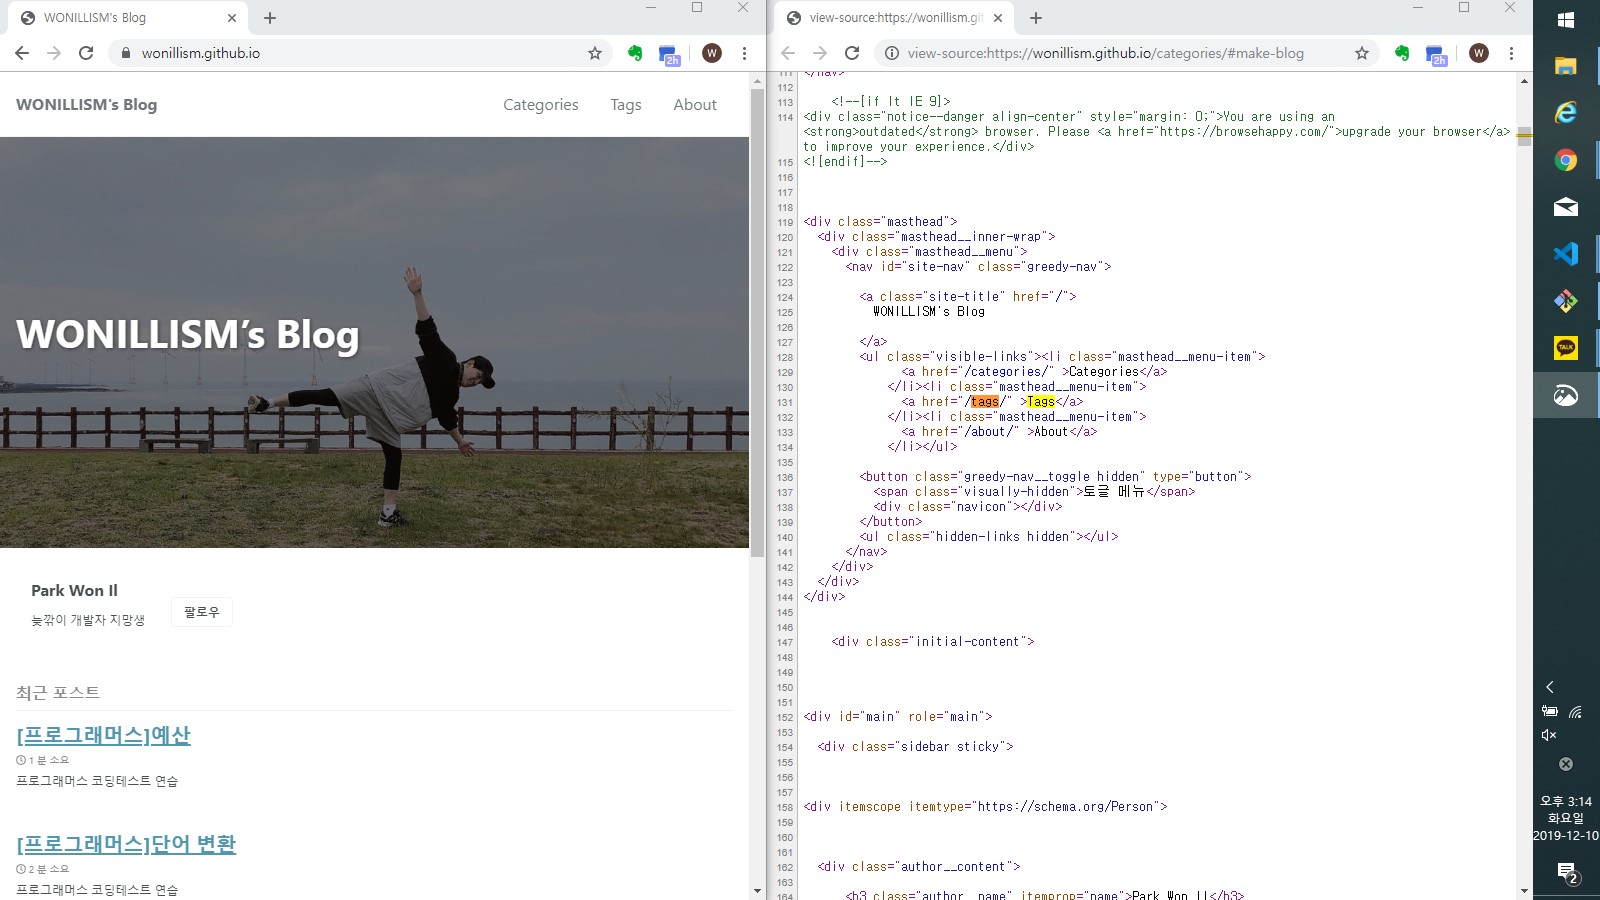 WONILLISM's Blog
wonillism.github.io
2h
W
WONILLISM's Blog
Categories
Tags
About
WONILLISM's Blog
Park Won Il
늦깎이 개발자 지망생
팔로우
최근 포스트
[프로그래머스]예산
1 분 소요
프로그래머스 코딩테스트 연습
[프로그래머스]단어 변환
2 분 소요
프로그래머스 코딩테스트 연습
view-source:https://wonillism.gi
view-source:https://wonillism.github.io/categories/#make-blog
2h
W
111 </nav>
112
113 <!--[if lt IE 9]>
114 <div class="notice--danger align-center" style="margin: 0;">You are using an
<strong>outdated</strong> browser. Please <a href="https://browsehappy.com/">upgrade your browser</a>
to improve your experience.</div>
115 <![endif]-->
116
117
118
119 <div class="masthead">
120 <div class="masthead__inner-wrap">
121 <div class="masthead__menu">
122 <nav id="site-nav" class="greedy-nav">
123
124 <a class="site-title" href="/">
125 WONILLISM's Blog
126
127 </a>
128 <ul class="visible-links"><li class="masthead__menu-item">
129 <a href="/categories/" >Categories</a>
130 </li><li class="masthead__menu-item">
131 <a href="/tags/" >Tags</a>
132 </li><li class="masthead__menu-item">
133 <a href="/about/" >About</a>
134 </li></ul>
135
136 <button class="greedy-nav__toggle hidden" type="button">
137 <span class="visually-hidden">토글 메뉴</span>
138 <div class="navicon"></div>
139 </button>
140 <ul class="hidden-links hidden"></ul>
141 </nav>
142 </div>
143 </div>
144 </div>
145
146
147 <div class="initial-content">
148
149
150
151
152 <div id="main" role="main">
153
154 <div class="sidebar sticky">
155
156
157
158 <div itemscope itemtype="https://schema.org/Person">
159
160
161
162 <div class="author__content">
163
164 <h3 class="author__name" itemprop="name">Park Won Il</h3>
TALK
오후 3:14
화요일
2019-12-10
2